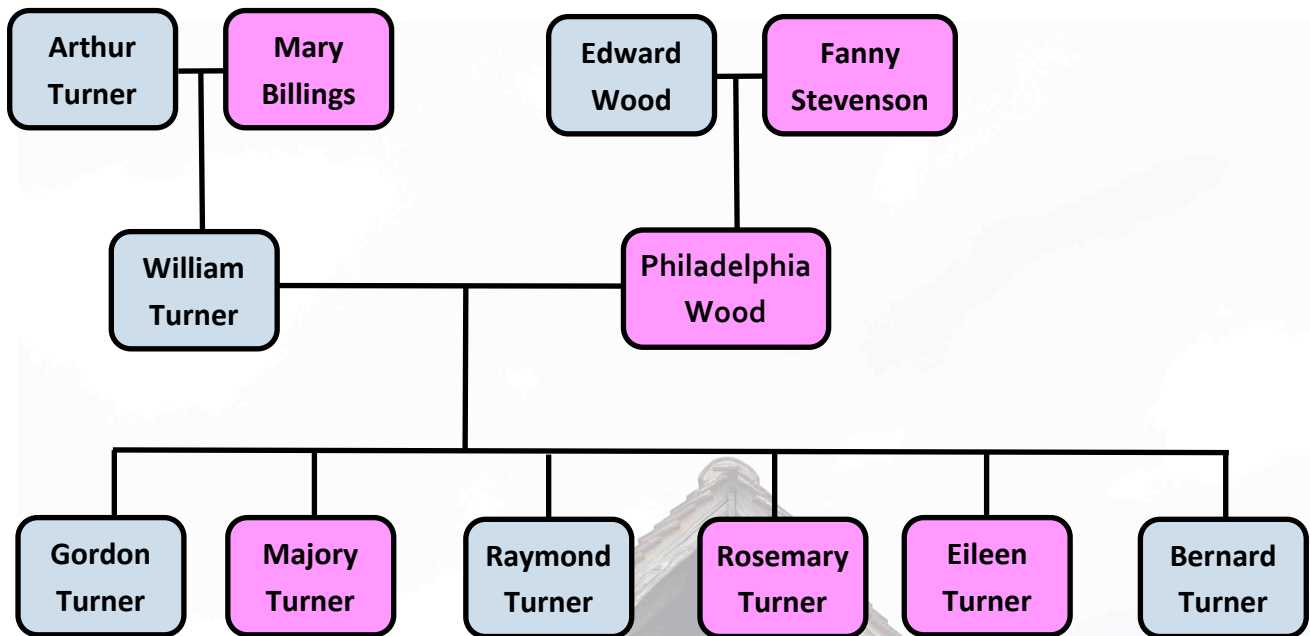 Arthur
Turner
Mary
Billings
Edward
Wood
Fanny
Stevenson
William
Turner
Philadelphia
Wood
Gordon
Turner
Majory
Turner
Raymond
Turner
Rosemary
Turner
Eileen
Turner
Bernard
Turner